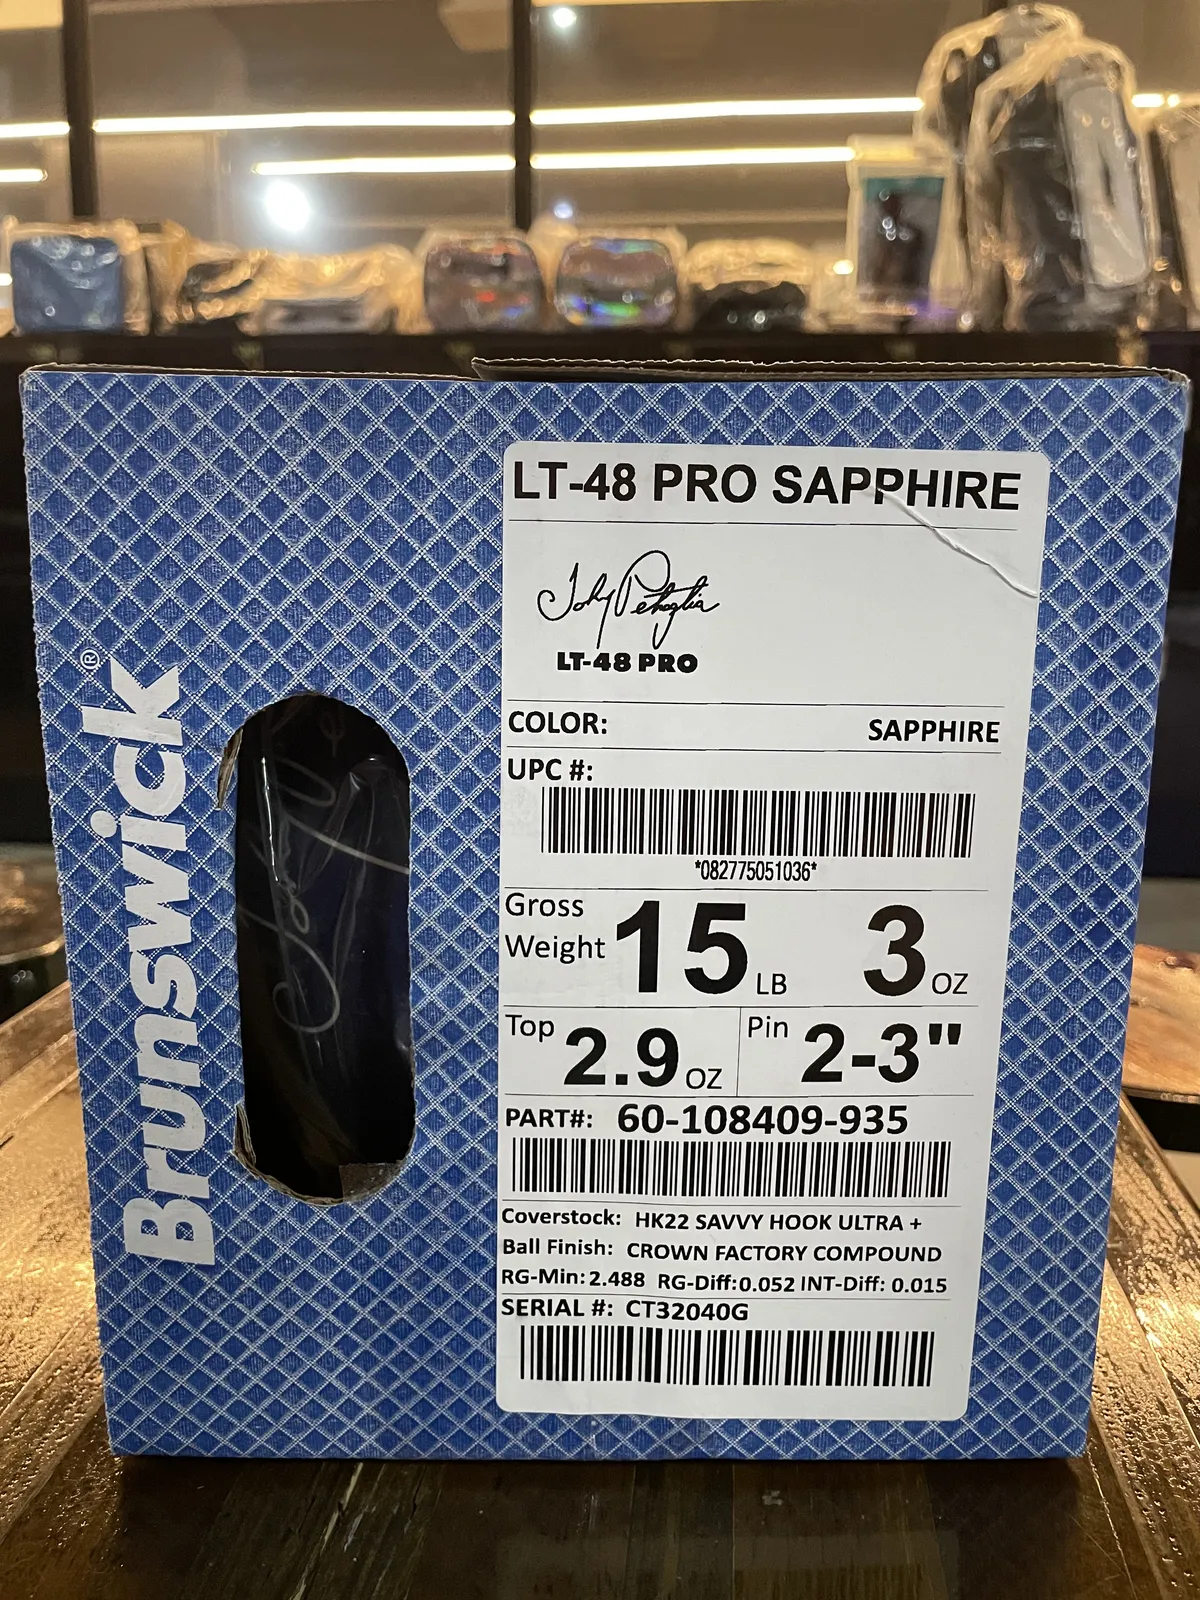 LT-48 PRO SAPPHIRE
Johnny Petraglia
LT-48 PRO
COLOR: SAPPHIRE
UPC #:
*082775051036*
Gross Weight 15 LB 3 OZ
Top 2.9 OZ Pin 2-3"
PART#: 60-108409-935
Coverstock: HK22 SAVVY HOOK ULTRA +
Ball Finish: CROWN FACTORY COMPOUND
RG-Min: 2.488 RG-Diff:0.052 INT-Diff: 0.015
SERIAL #: CT32040G
Brunswick®